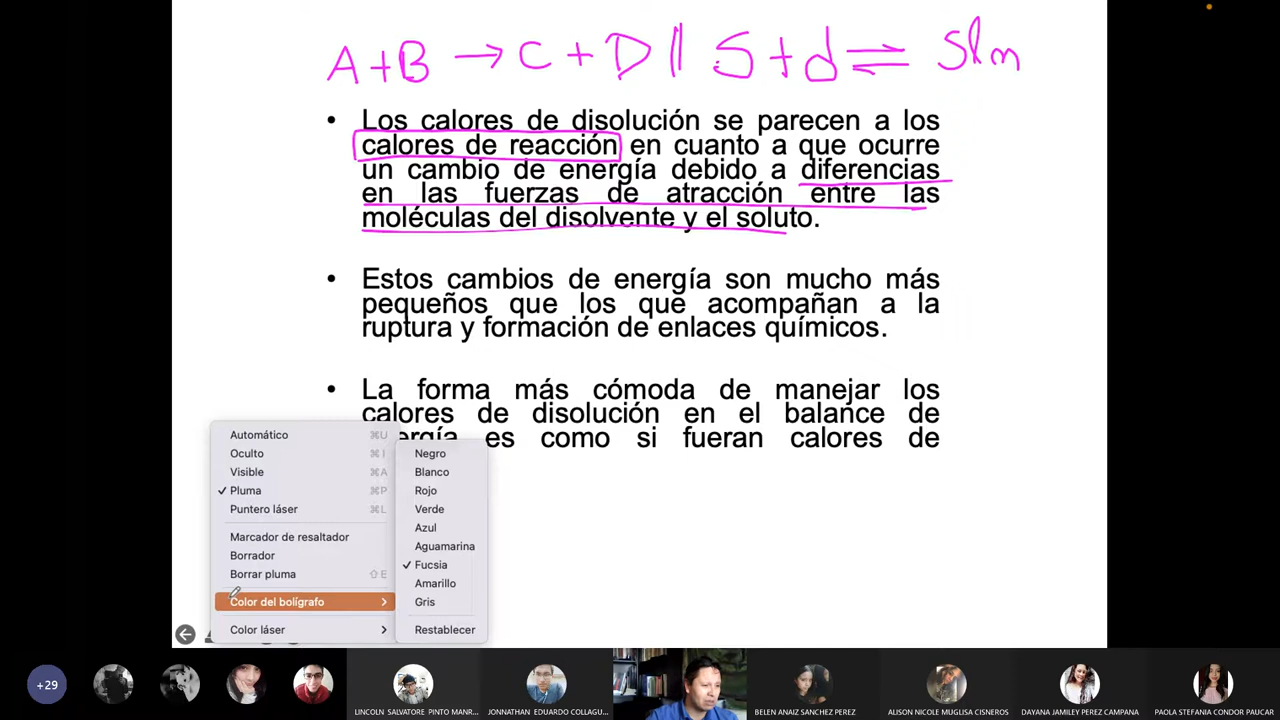 A+B → C + D || S + d ⇌ Sln
• Los calores de disolución se parecen a los
calores de reacción en cuanto a que ocurre
un cambio de energía debido a diferencias
en las fuerzas de atracción entre las
moléculas del disolvente y el soluto.
• Estos cambios de energía son mucho más
pequeños que los que acompañan a la
ruptura y formación de enlaces químicos.
• La forma más cómoda de manejar los
calores de disolución en el balance de
es como si fueran calores de
Automático ⌘U
Oculto ⌘I
Visible ⌘A
✓ Pluma ⌘P
Puntero láser ⌘L
Marcador de resaltador
Borrador
Borrar pluma ⇧E
Color del bolígrafo >
Color láser >
Negro
Blanco
Rojo
Verde
Azul
Aguamarina
✓ Fucsia
Amarillo
Gris
Restablecer
+29
LINCOLN_SALVATORE PINTO MANR...
JONNATHAN EDUARDO COLLAGU...
BELEN ANAIZ SANCHEZ PEREZ
ALISON NICOLE MUGLISA CISNEROS
DAYANA JAMILEY PEREZ CAMPANA
PAOLA STEFANIA CONDOR PAUCAR